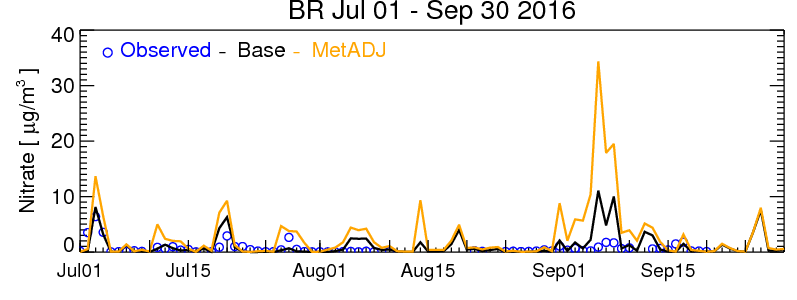 BR Jul 01 - Sep 30 2016
Observed - Base - MetADJ
Nitrate [ µg/m³ ]
40
30
20
10
0
Jul01 Jul15 Aug01 Aug15 Sep01 Sep15